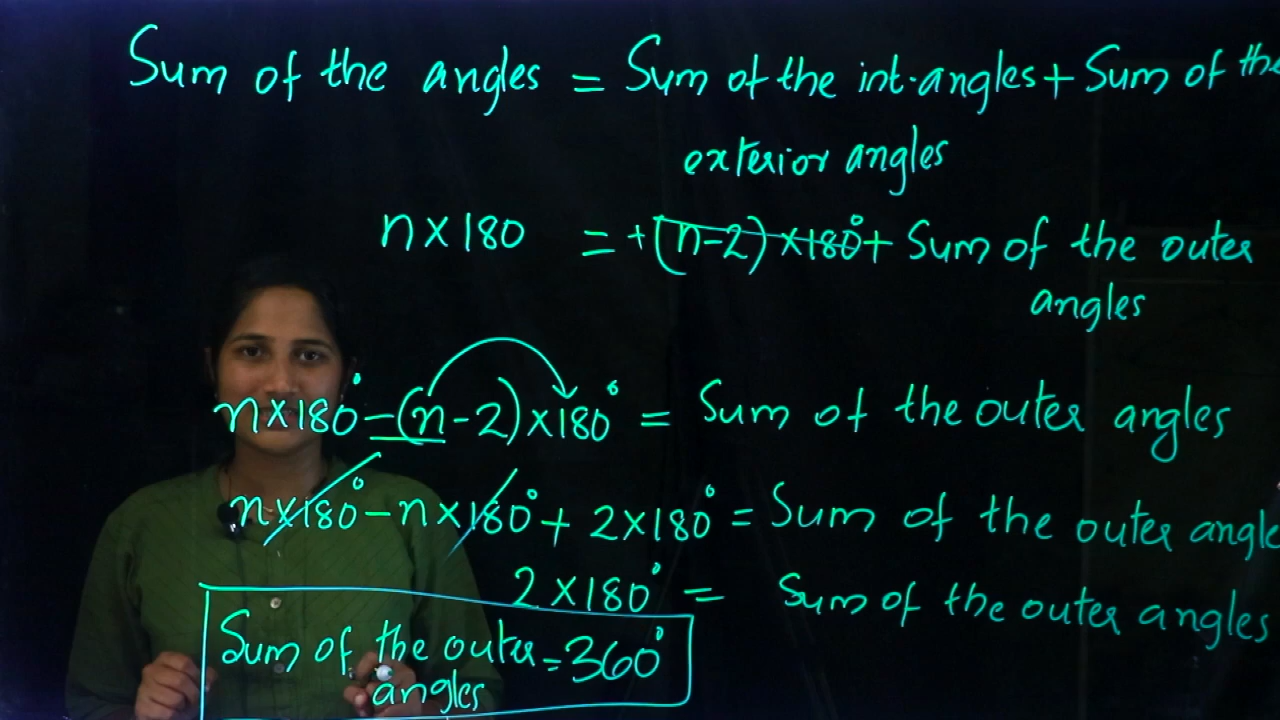 Sum of the angles = Sum of the int.angles + Sum of the
exterior angles
n×180 = +(n-2)×180°+ Sum of the outer
angles
n×180° -(n-2)×180° = Sum of the outer angles
n×180° - n×180° + 2×180° = Sum of the outer angle
2×180° = Sum of the outer angles
Sum of the outer = 360°
angles